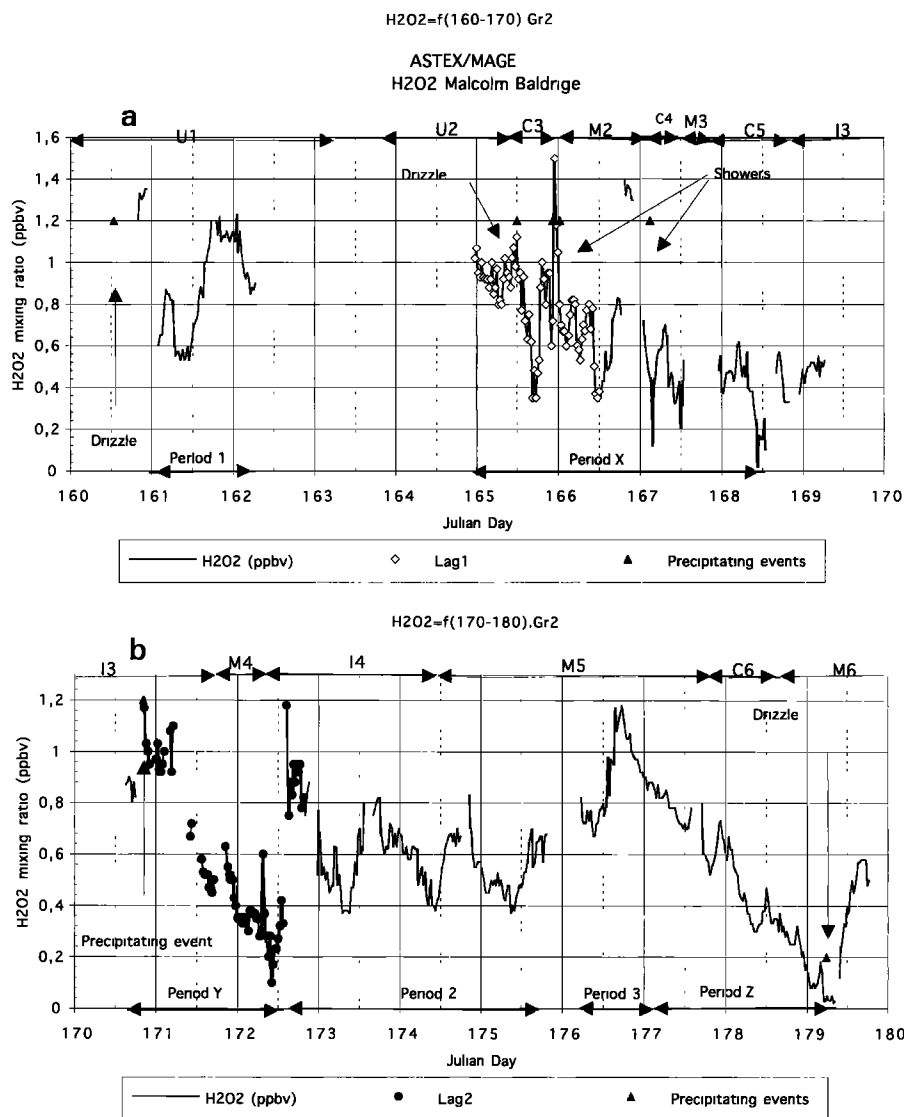 H2O2=f(160-170) Gr2
ASTEX/MAGE
H2O2 Malcolm Baldrige
a
U1 U2 C3 M2 C4 M3 C5 I3
H2O2 mixing ratio (ppbv)
1,6
1,4
1,2
1
0,8
0,6
0,4
0,2
0
Drizzle Showers
Drizzle
Period 1 Period X
160 161 162 163 164 165 166 167 168 169 170
Julian Day
H2O2 (ppbv) Lag1 Precipitating events
H2O2=f(170-180).Gr2
b
I3 M4 I4 M5 C6 M6
H2O2 mixing ratio (ppbv)
1,2
1
0,8
0,6
0,4
0,2
0
Drizzle
Precipitating event
Period Y Period 2 Period 3 Period Z
170 171 172 173 174 175 176 177 178 179 180
Julian Day
H2O2 (ppbv) Lag2 Precipitating events